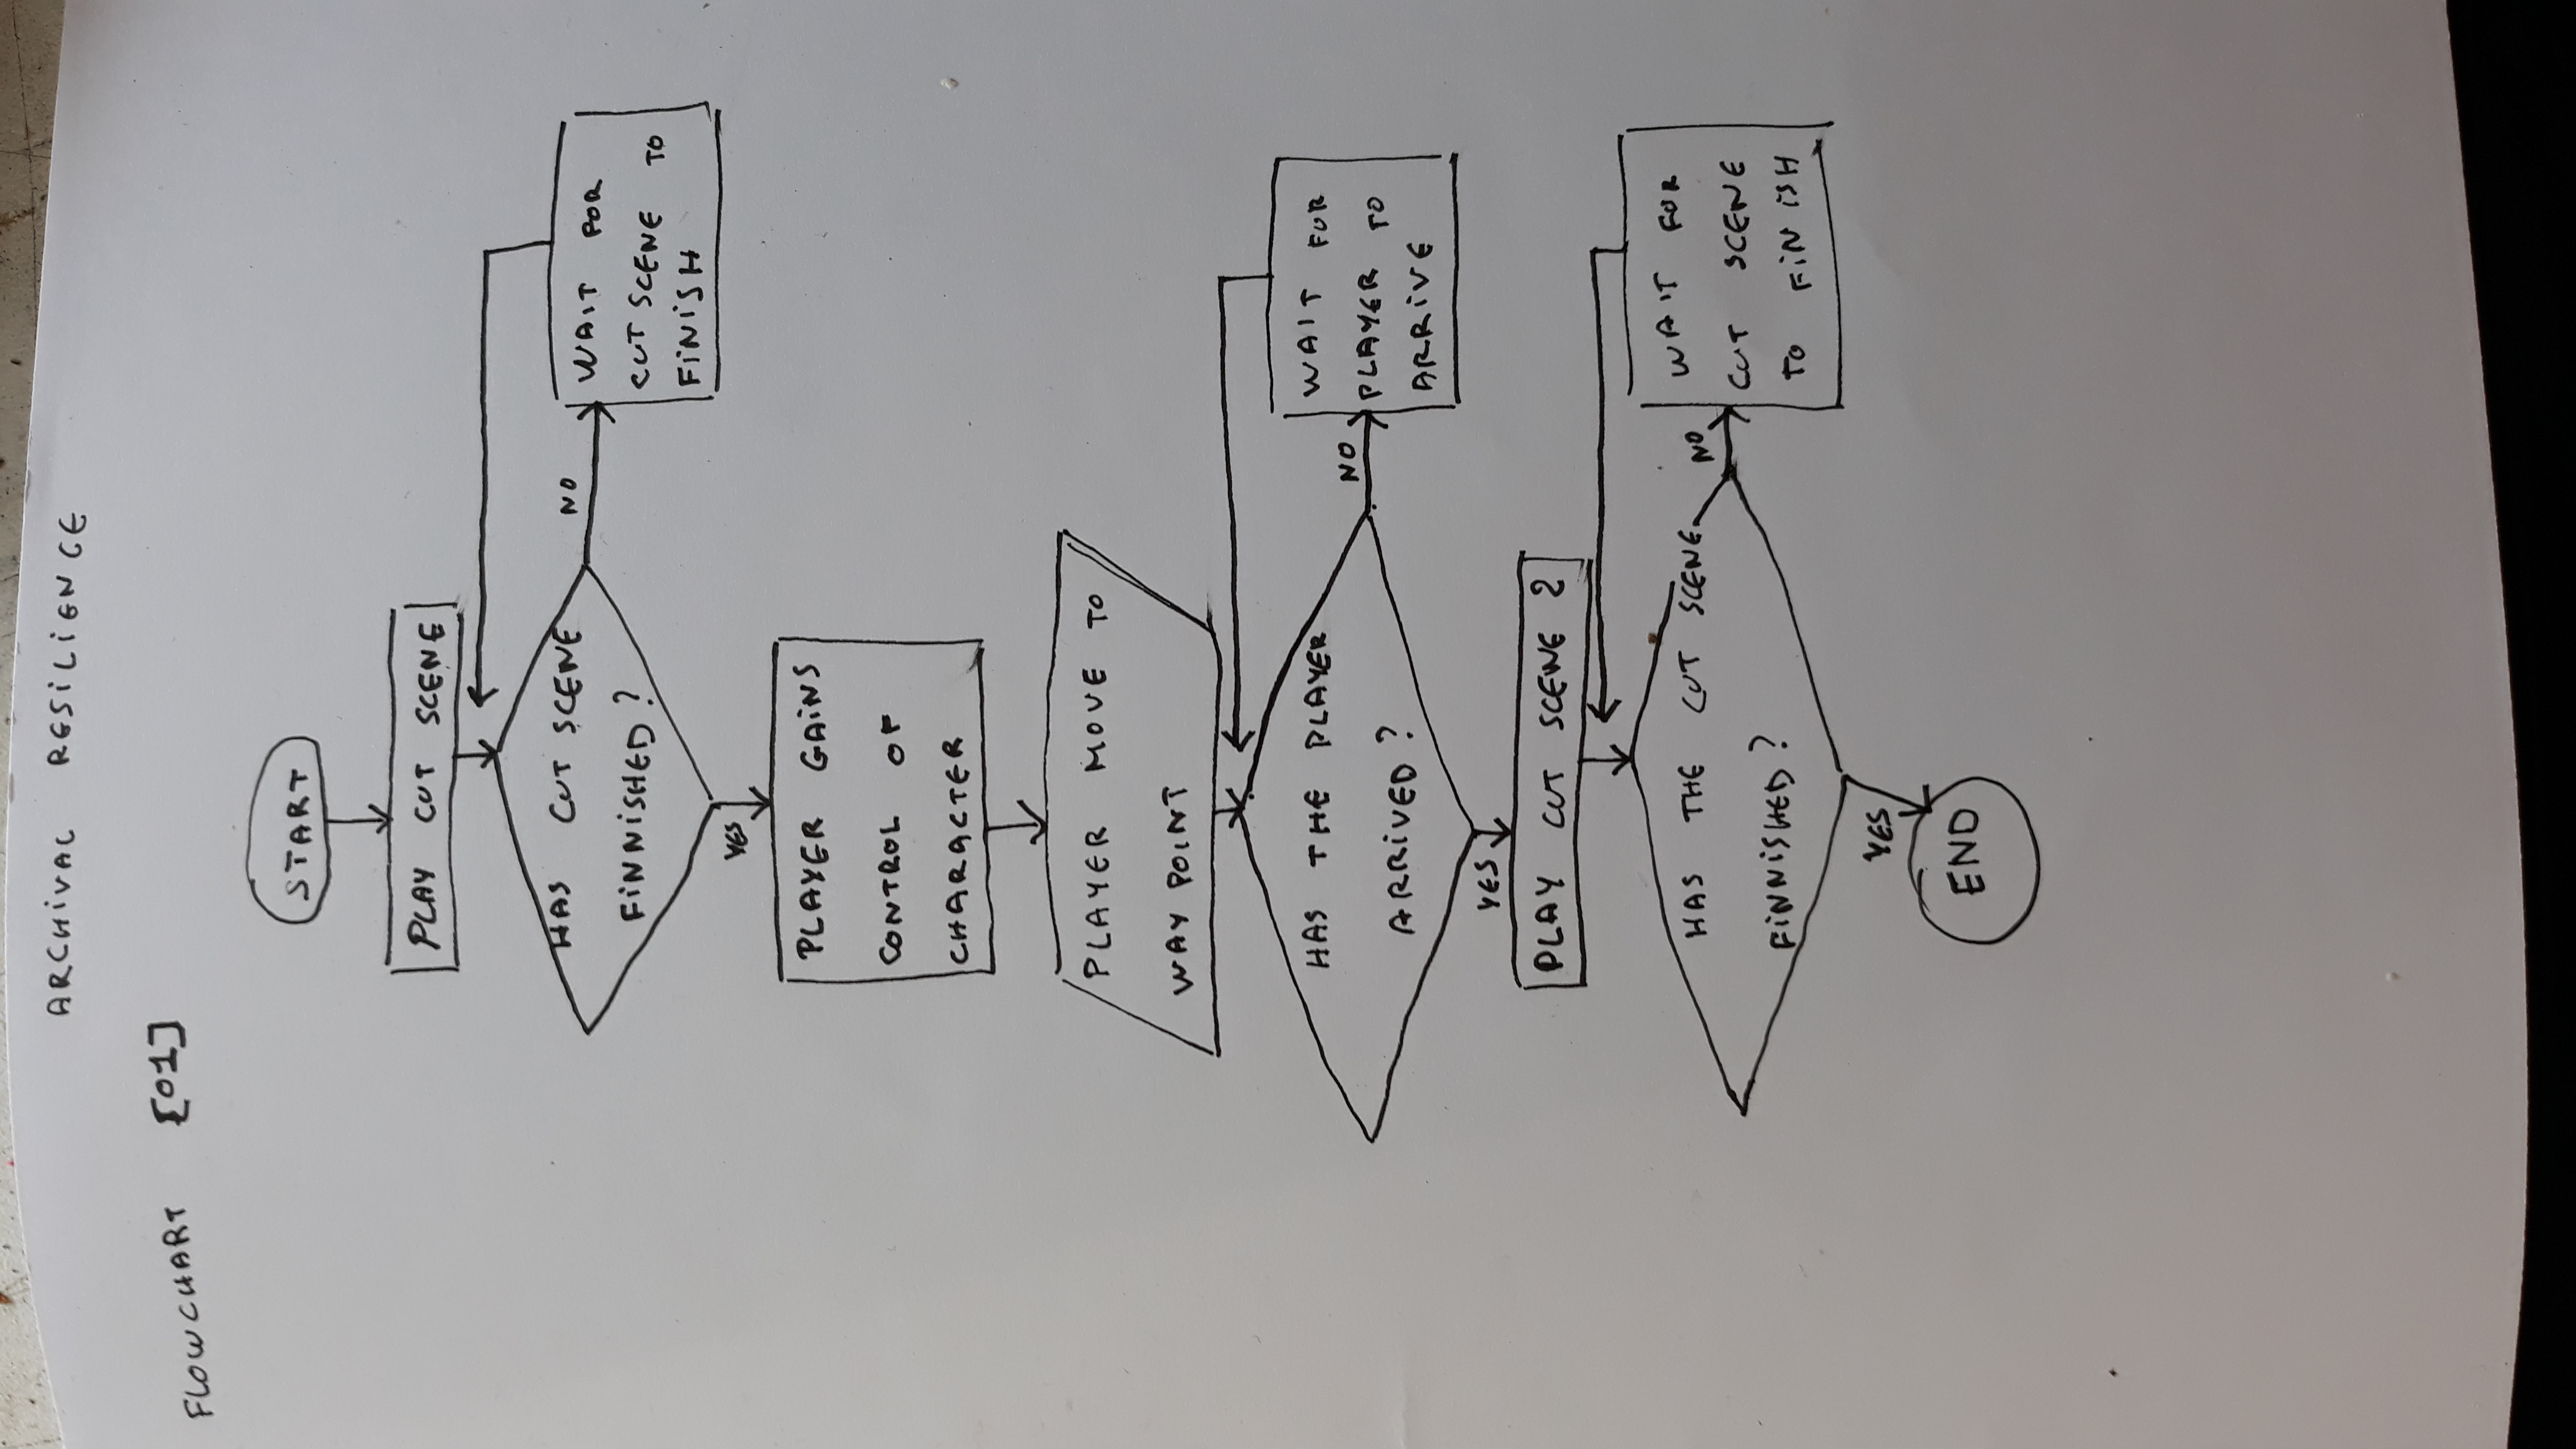 ARCHIVAL RESILIENCE
FLOWCHART [01]
START
PLAY CUT SCENE
HAS CUT SCENE
FINNISHED?
NO
WAIT FOR
CUT SCENE TO
FINISH
YES
PLAYER GAINS
CONTROL OF
CHARACTER
PLAYER MOVE TO
WAY POINT
HAS THE PLAYER
ARRIVED?
NO
WAIT FOR
PLAYER TO
ARRIVE
YES
PLAY CUT SCENE 2
HAS THE CUT SCENE
FINNISHED?
NO
WAIT FOR
CUT SCENE
TO FINISH
YES
END